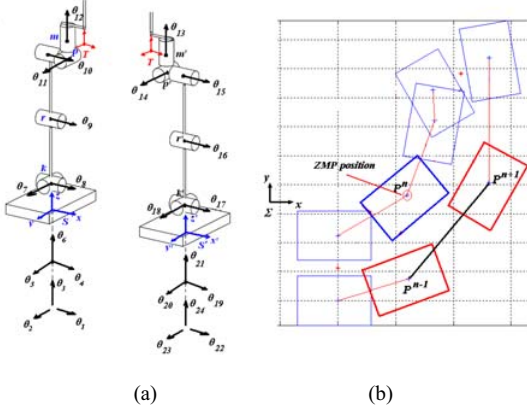 θ12
m
P
T
θ11
θ10
r
θ9
k
θ7
θ8
z
x
y
S
θ6
θ3
θ4
θ2
θ1
θ13
m'
T
θ14
P'
θ15
r'
θ16
k'
θ18
θ17
z'
x'
y'
S'
θ21
θ20
θ19
θ24
θ23
θ22
(a)
ZMP position
P^n
P^n+1
P^n-1
y
x
Σ
(b)